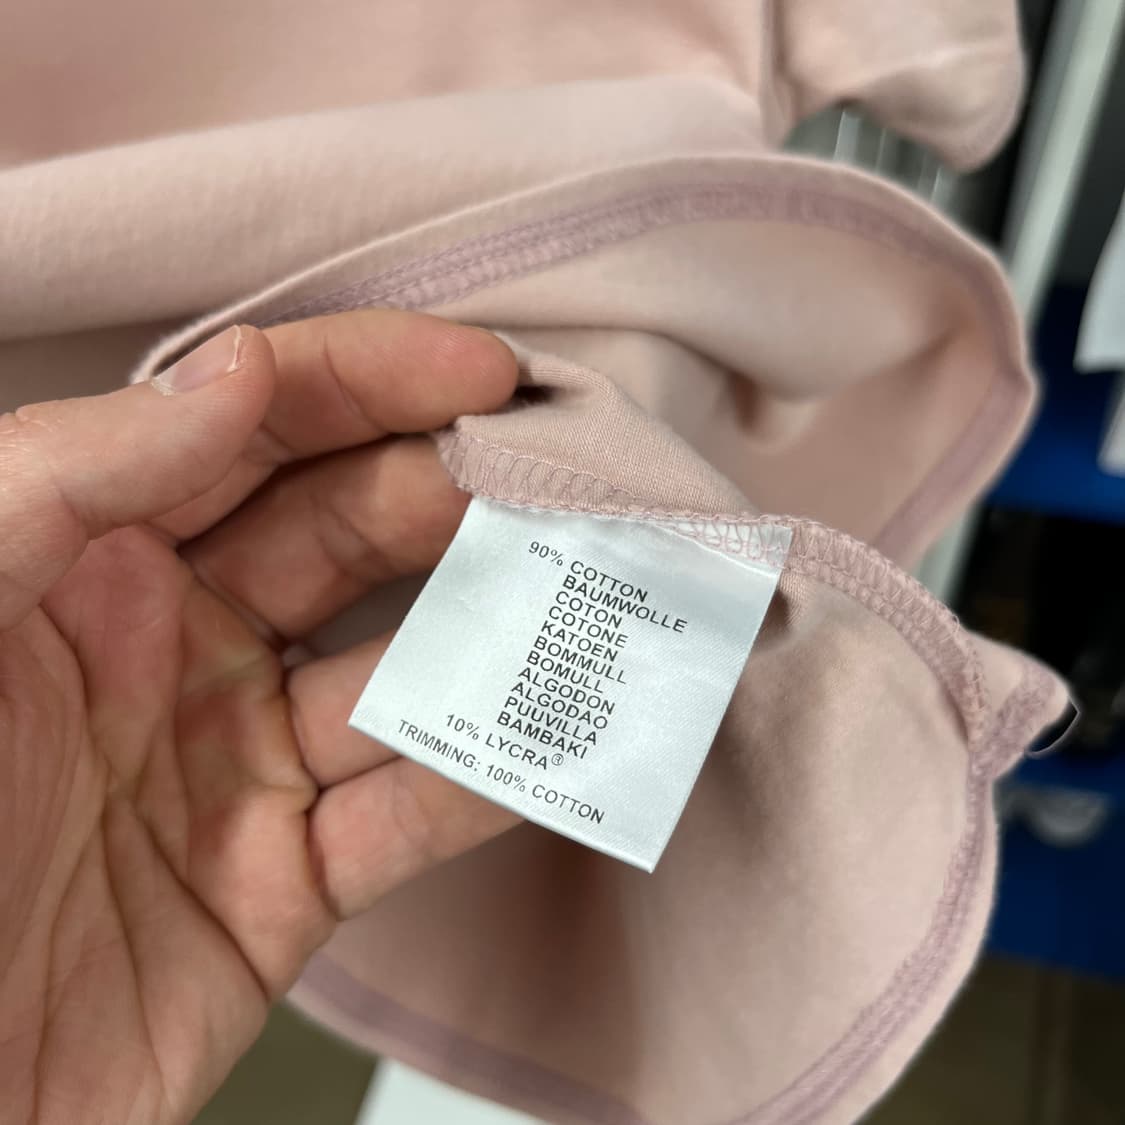 90% COTTON
BAUMWOLLE
COTON
COTONE
KATOEN
BOMMULL
BOMULL
ALGODON
ALGODAO
PUUVILLA
BAMBAKI
10% LYCRA®
TRIMMING: 100% COTTON